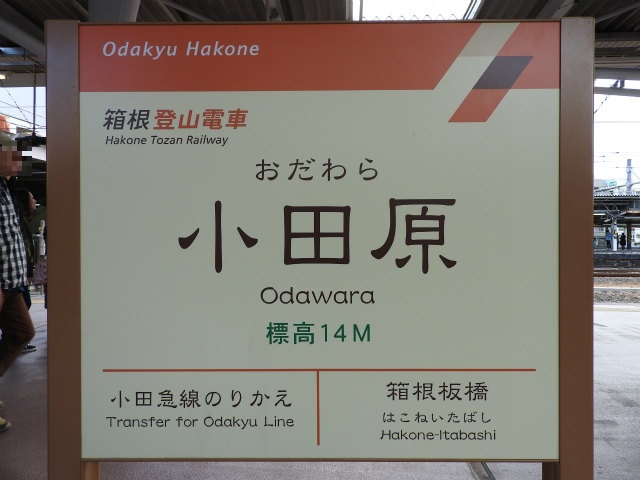 Odakyu Hakone
箱根登山電車
Hakone Tozan Railway
おだわら
小田原
Odawara
標高14M
小田急線のりかえ
Transfer for Odakyu Line
箱根板橋
はこねいたばし
Hakone-Itabashi